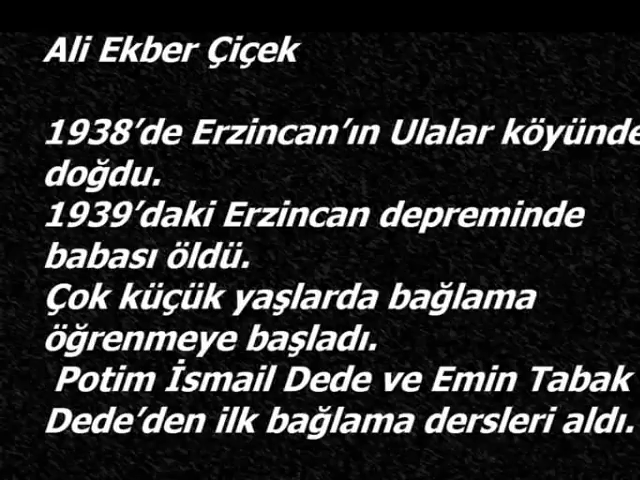 Ali Ekber Çiçek
1938’de Erzincan’ın Ulalar köyünde
doğdu.
1939’daki Erzincan depreminde
babası öldü.
Çok küçük yaşlarda bağlama
öğrenmeye başladı.
Potim İsmail Dede ve Emin Tabak
Dede’den ilk bağlama dersleri aldı.